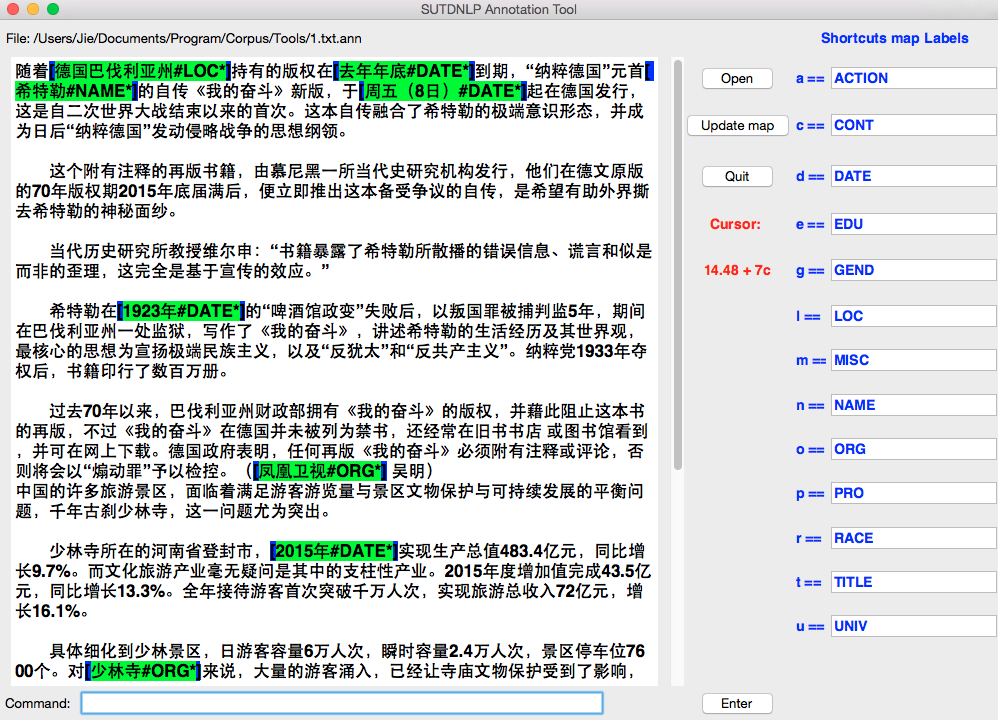 SUTDNLP Annotation Tool
File: /Users/Jie/Documents/Program/Corpus/Tools/1.txt.ann
随着[德国巴伐利亚州#LOC*]持有的版权在[去年年底#DATE*]到期，“纳粹德国”元首[
希特勒#NAME*]的自传《我的奋斗》新版，于[周五（8日）#DATE*]起在德国发行，
这是自二次世界大战结束以来的首次。这本自传融合了希特勒的极端意识形态，并成
为日后“纳粹德国”发动侵略战争的思想纲领。
这个附有注释的再版书籍，由慕尼黑一所当代史研究机构发行，他们在德文原版
的70年版权期2015年底届满后，便立即推出这本备受争议的自传，是希望有助外界撕
去希特勒的神秘面纱。
当代历史研究所教授维尔申：“书籍暴露了希特勒所散播的错误信息、谎言和似是
而非的歪理，这完全是基于宣传的效应。”
希特勒在[1923年#DATE*]的“啤酒馆政变”失败后，以叛国罪被捕判监5年，期间
在巴伐利亚州一处监狱，写作了《我的奋斗》，讲述希特勒的生活经历及其世界观，
最核心的思想为宣扬极端民族主义，以及“反犹太”和“反共产主义”。纳粹党1933年夺
权后，书籍印行了数百万册。
过去70年以来，巴伐利亚州财政部拥有《我的奋斗》的版权，并藉此阻止这本书
的再版，不过《我的奋斗》在德国并未被列为禁书，还经常在旧书书店 或图书馆看到
，并可在网上下载。德国政府表明，任何再版《我的奋斗》必须附有注释或评论，否
则将会以“煽动罪”予以检控。（[凤凰卫视#ORG*] 吴明）
中国的许多旅游景区，面临着满足游客游览量与景区文物保护与可持续发展的平衡问
题，千年古刹少林寺，这一问题尤为突出。
少林寺所在的河南省登封市，[2015年#DATE*]实现生产总值483.4亿元，同比增
长9.7%。而文化旅游产业毫无疑问是其中的支柱性产业。2015年度增加值完成43.5亿
元，同比增长13.3%。全年接待游客首次突破千万人次，实现旅游总收入72亿元，增
长16.1%。
具体细化到少林景区，日游客容量6万人次，瞬时容量2.4万人次，景区停车位76
00个。对[少林寺#ORG*]来说，大量的游客涌入，已经让寺庙文物保护受到了影响，
Command:
Open
Update map
Quit
Cursor:
14.48 + 7c
Enter
Shortcuts map Labels
a == ACTION
c == CONT
d == DATE
e == EDU
g == GEND
l == LOC
m == MISC
n == NAME
o == ORG
p == PRO
r == RACE
t == TITLE
u == UNIV